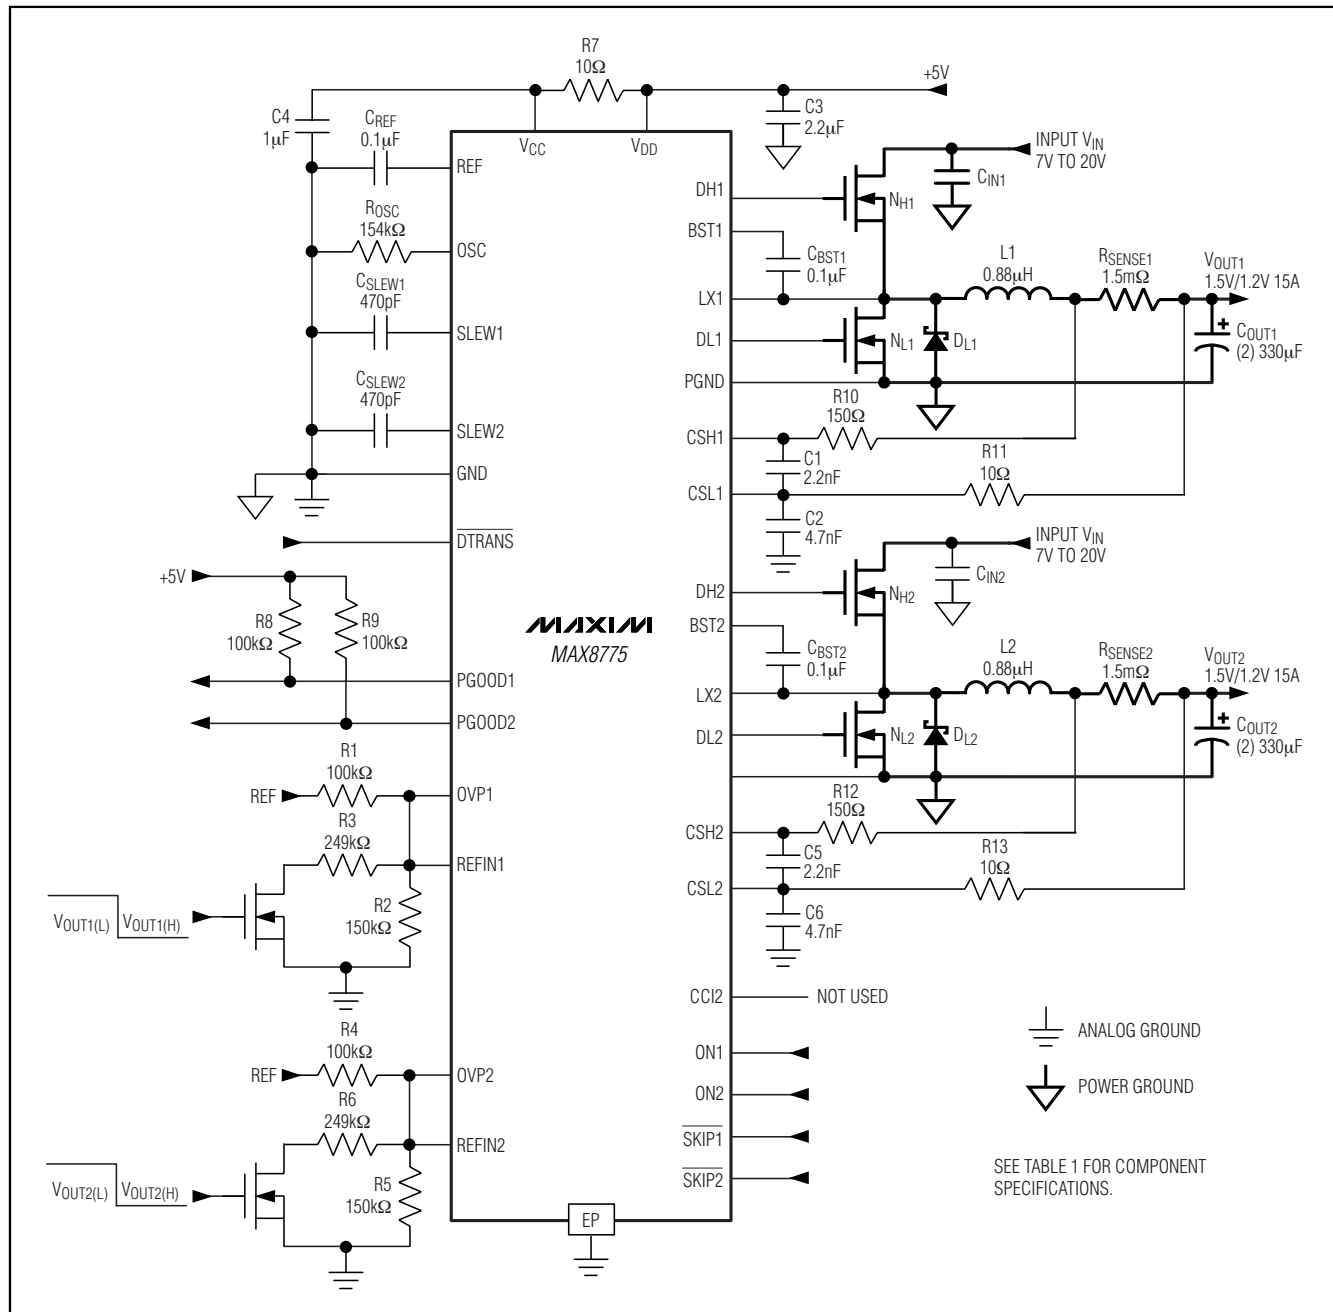 R7
10Ω
+5V
C4
1µF
CREF
0.1µF
C3
2.2µF
VCC
VDD
INPUT VIN
7V TO 20V
REF
DH1
NH1
CIN1
ROSC
154kΩ
OSC
BST1
CBST1
0.1µF
L1
0.88µH
RSENSE1
1.5mΩ
VOUT1
1.5V/1.2V 15A
CSLEW1
470pF
SLEW1
LX1
DL1
NL1
DL1
+
COUT1
(2) 330µF
PGND
CSLEW2
470pF
SLEW2
R10
150Ω
CSH1
C1
2.2nF
R11
10Ω
GND
CSL1
C2
4.7nF
DTRANS
INPUT VIN
7V TO 20V
+5V
R8
100kΩ
R9
100kΩ
MAXIM
MAX8775
DH2
NH2
CIN2
BST2
CBST2
0.1µF
L2
0.88µH
RSENSE2
1.5mΩ
VOUT2
1.5V/1.2V 15A
PGOOD1
LX2
PGOOD2
DL2
NL2
DL2
+
COUT2
(2) 330µF
R1
100kΩ
REF
OVP1
R12
150Ω
R3
249kΩ
CSH2
C5
2.2nF
R13
10Ω
REFIN1
CSL2
C6
4.7nF
R2
150kΩ
VOUT1(L)
VOUT1(H)
CCI2
NOT USED
R4
100kΩ
REF
OVP2
ON1
ANALOG GROUND
R6
249kΩ
ON2
POWER GROUND
REFIN2
SKIP1
R5
150kΩ
VOUT2(L)
VOUT2(H)
SKIP2
SEE TABLE 1 FOR COMPONENT
SPECIFICATIONS.
EP